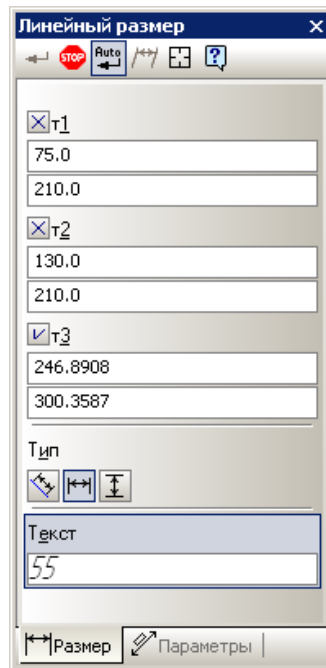 Линейный размер
STOP Auto
т1
75.0
210.0
т2
130.0
210.0
т3
246.8908
300.3587
Тип
Текст
55
Размер Параметры